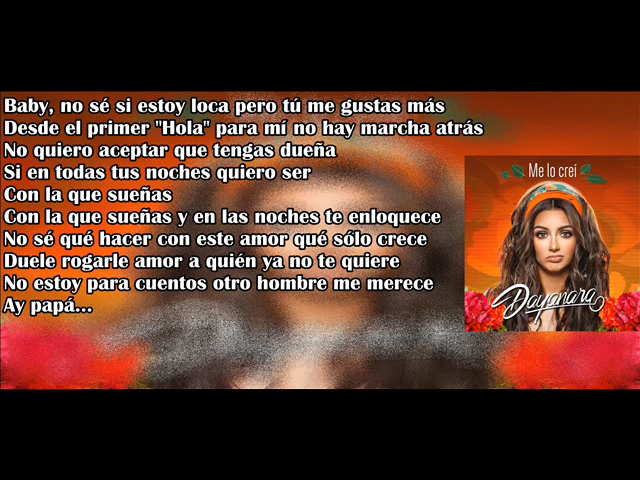 Baby, no sé si estoy loca pero tú me gustas más
Desde el primer "Hola" para mí no hay marcha atrás
No quiero aceptar que tengas dueña
Si en todas tus noches quiero ser
Con la que sueñas
Con la que sueñas y en las noches te enloquece
No sé qué hacer con este amor qué sólo crece
Duele rogarle amor a quién ya no te quiere
No estoy para cuentos otro hombre me merece
Ay papá...
Me lo creí
Dayanara